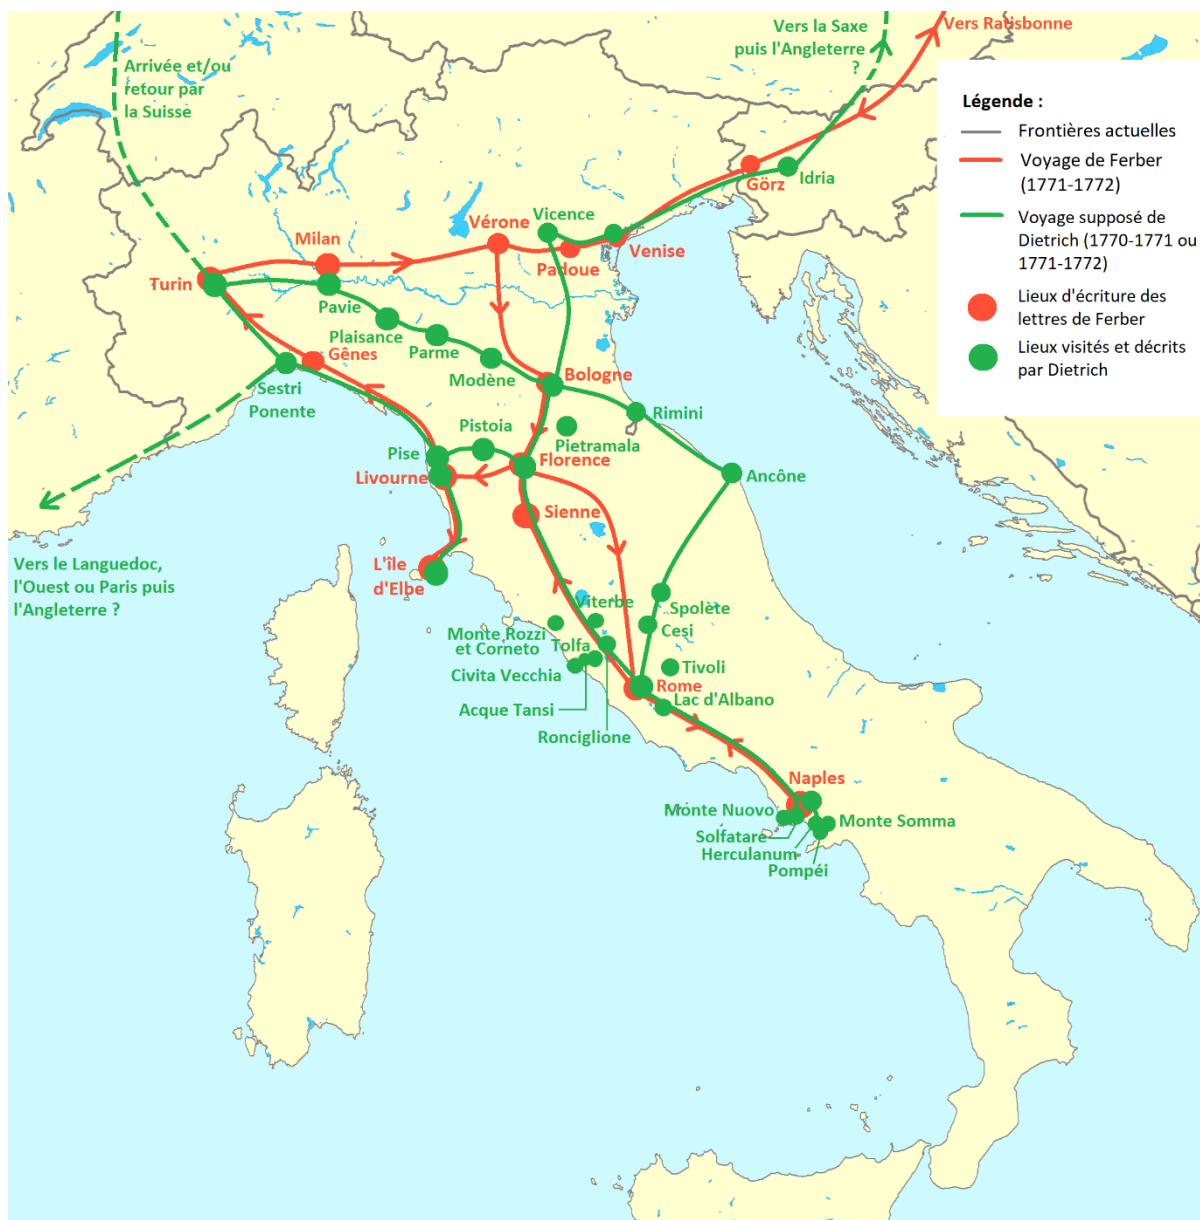 Vers la Saxe
puis l'Angleterre
?
Vers Ratisbonne
Arrivée et/ou
retour par
la Suisse
Légende :
Frontières actuelles
Voyage de Ferber
(1771-1772)
Voyage supposé de
Dietrich (1770-1771 ou
1771-1772)
Lieux d'écriture des
lettres de Ferber
Lieux visités et décrits
par Dietrich
Görz
Idria
Vérone
Vicence
Milan
Padoue
Venise
Turin
Pavie
Plaisance
Parme
Gênes
Modène
Bologne
Sestri
Ponente
Rimini
Pistoia
Pietramala
Pise
Florence
Livourne
Ancône
Sienne
Vers le Languedoc,
l'Ouest ou Paris puis
l'Angleterre ?
L'île
d'Elbe
Viterbe
Spolète
Cesi
Monte Rozzi
et Corneto
Tolfa
Civita Vecchia
Tivoli
Rome
Lac d'Albano
Acque Tansi
Ronciglione
Naples
Monte Nuovo
Monte Somma
Solfatare
Herculanum
Pompéi